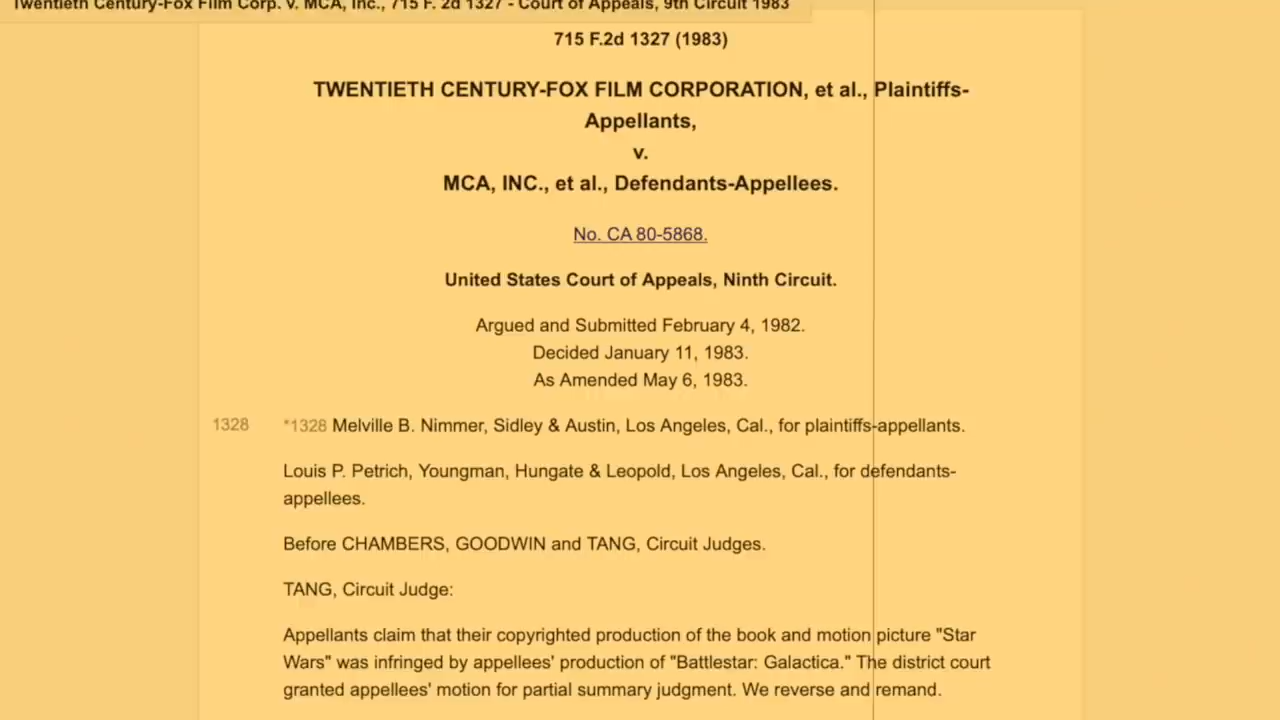 Twentieth Century-Fox Film Corp. v. MCA, Inc., 715 F. 2d 1327 - Court of Appeals, 9th Circuit 1983
715 F.2d 1327 (1983)
TWENTIETH CENTURY-FOX FILM CORPORATION, et al., Plaintiffs-
Appellants,
v.
MCA, INC., et al., Defendants-Appellees.
No. CA 80-5868.
United States Court of Appeals, Ninth Circuit.
Argued and Submitted February 4, 1982.
Decided January 11, 1983.
As Amended May 6, 1983.
1328 *1328 Melville B. Nimmer, Sidley & Austin, Los Angeles, Cal., for plaintiffs-appellants.
Louis P. Petrich, Youngman, Hungate & Leopold, Los Angeles, Cal., for defendants-
appellees.
Before CHAMBERS, GOODWIN and TANG, Circuit Judges.
TANG, Circuit Judge:
Appellants claim that their copyrighted production of the book and motion picture "Star
Wars" was infringed by appellees' production of "Battlestar: Galactica." The district court
granted appellees' motion for partial summary judgment. We reverse and remand.